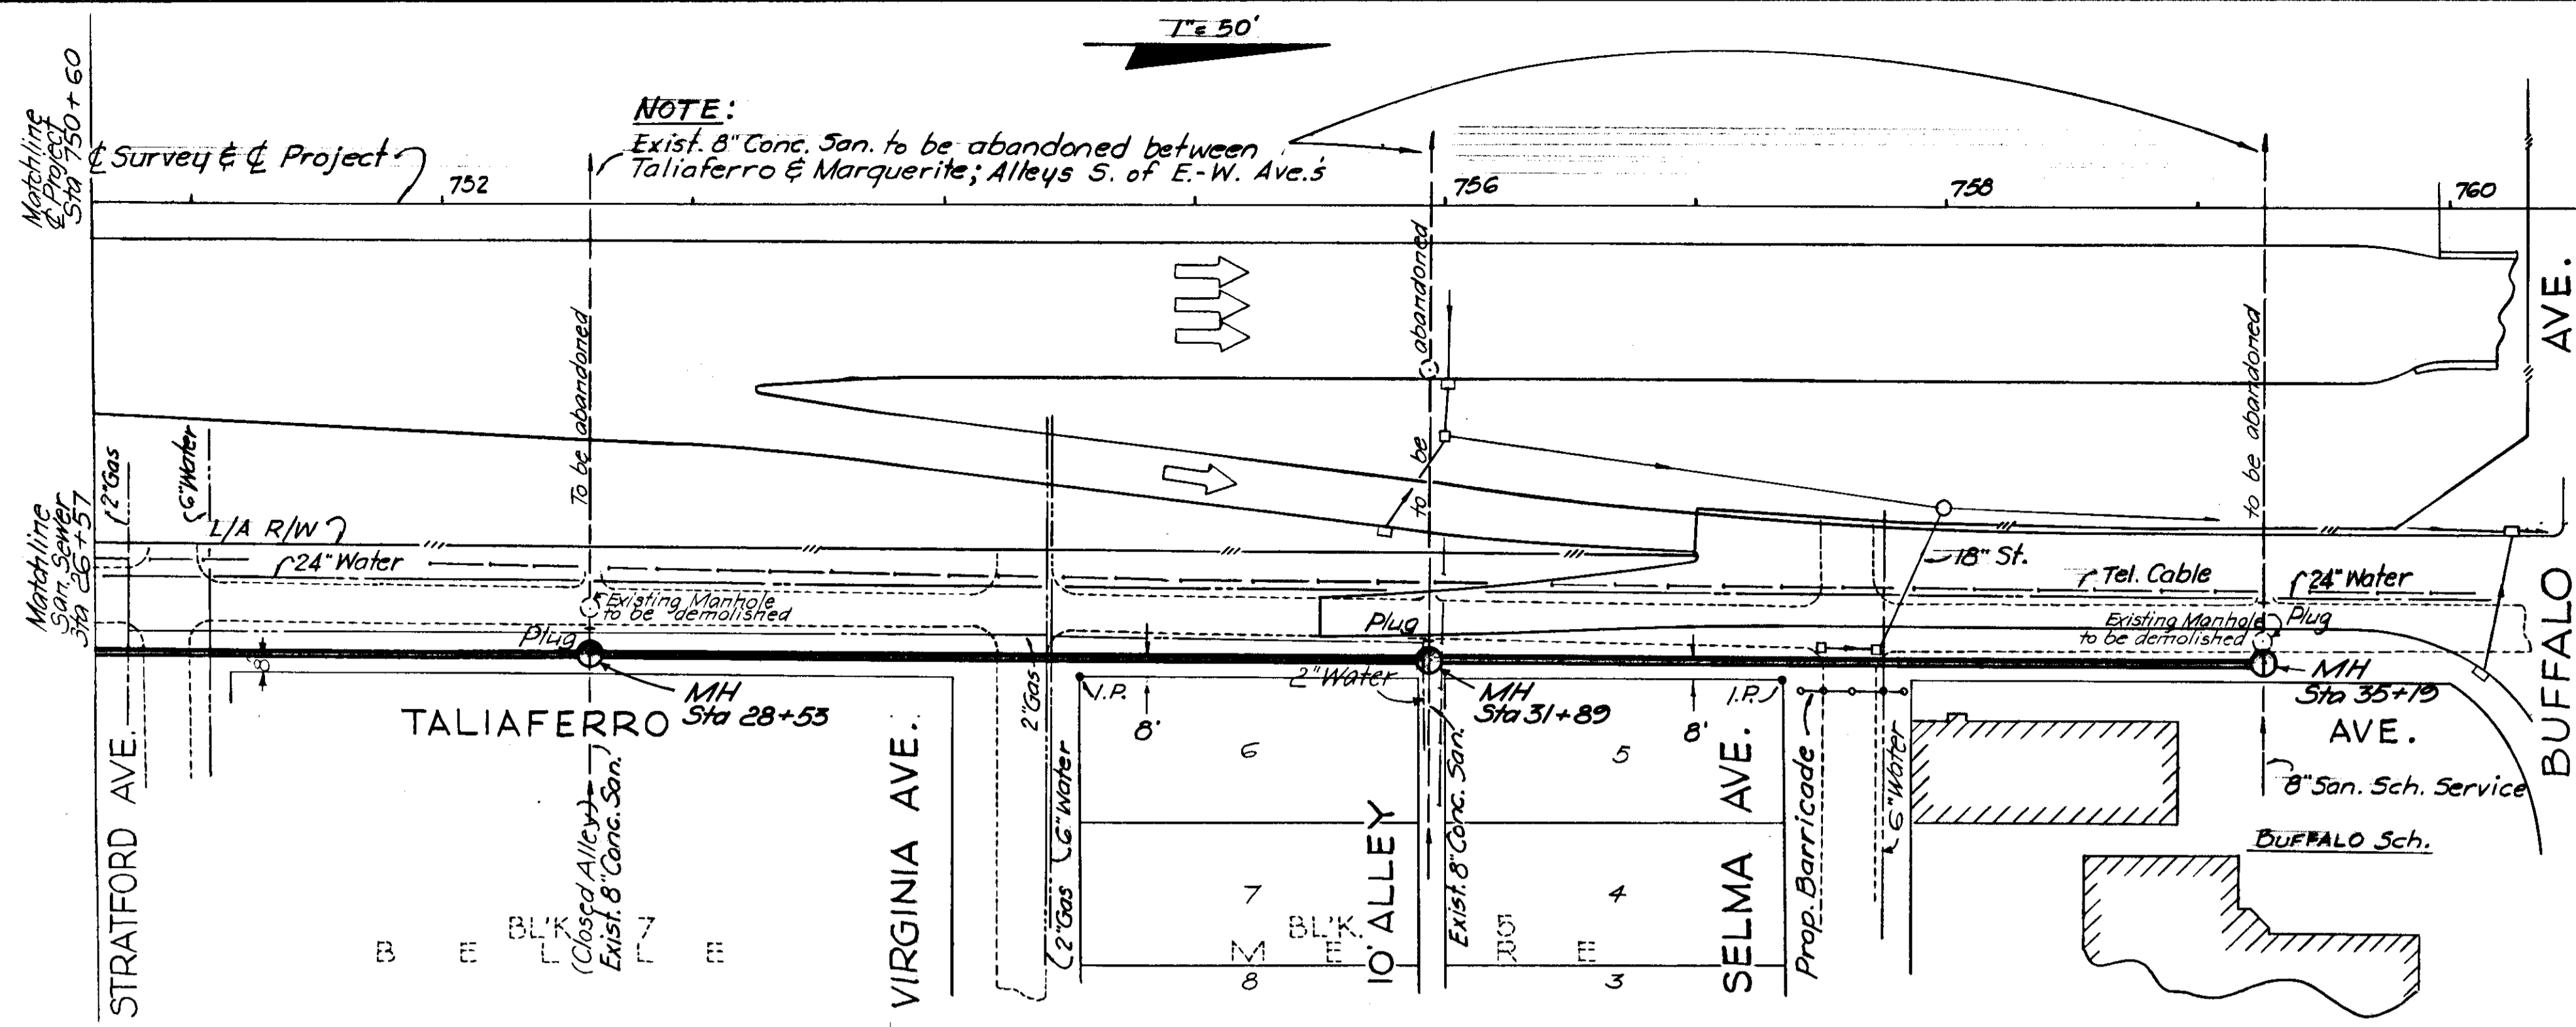 1" = 50'
Matchline
℄ Project
Sta 750+60
℄ Survey & ℄ Project
NOTE:
Exist. 8" Conc. San. to be abandoned between
Taliaferro & Marquerite; Alleys S. of E.-W. Ave.'s
752
756
758
760
To be abandoned
to be abandoned
to be abandoned
AVE.
BUFFALO
Matchline
San. Sewer
Sta 26+57
2"Gas
6"Water
L/A R/W
24" Water
Existing Manhole
to be demolished
Plug
8'
MH
Sta 28+53
TALIAFERRO
2"Gas
I.P.
8'
Plug
2"Water
MH
Sta 31+89
18" St.
Tel. Cable
24" Water
Existing Manhole
to be demolished
Plug
MH
Sta 35+19
AVE.
I.P.
8'
8" San. Sch. Service
BUFFALO Sch.
STRATFORD AVE.
(Closed Alley)
Exist. 8" Conc. San.
VIRGINIA AVE.
2"Gas
6"Water
10' ALLEY
Exist. 8" Conc. San.
SELMA AVE.
Prop. Barricade
6" Water
6
5
7
4
8
3
BL'K 7
B E L L E
BL'K.
M E R E